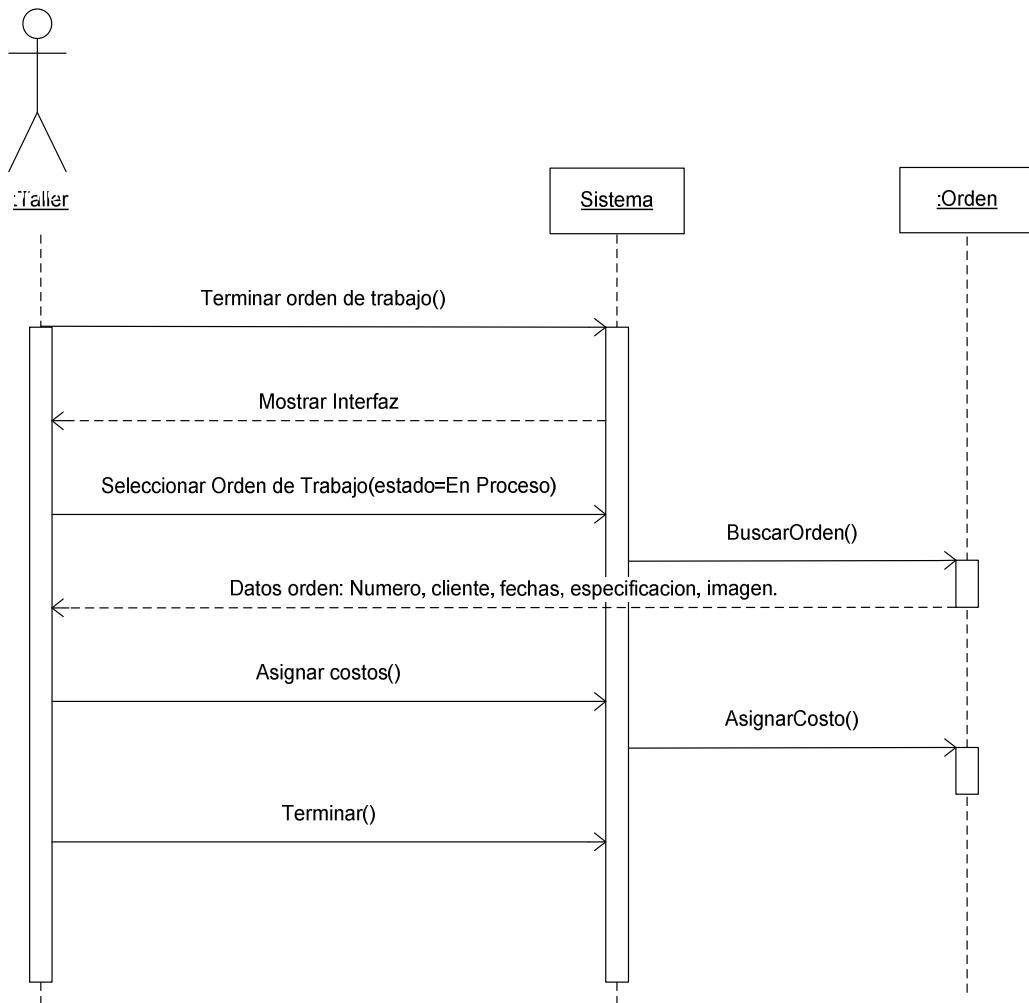 :Taller
Sistema
:Orden
Terminar orden de trabajo()
Mostrar Interfaz
Seleccionar Orden de Trabajo(estado=En Proceso)
BuscarOrden()
Datos orden: Numero, cliente, fechas, especificacion, imagen.
Asignar costos()
AsignarCosto()
Terminar()